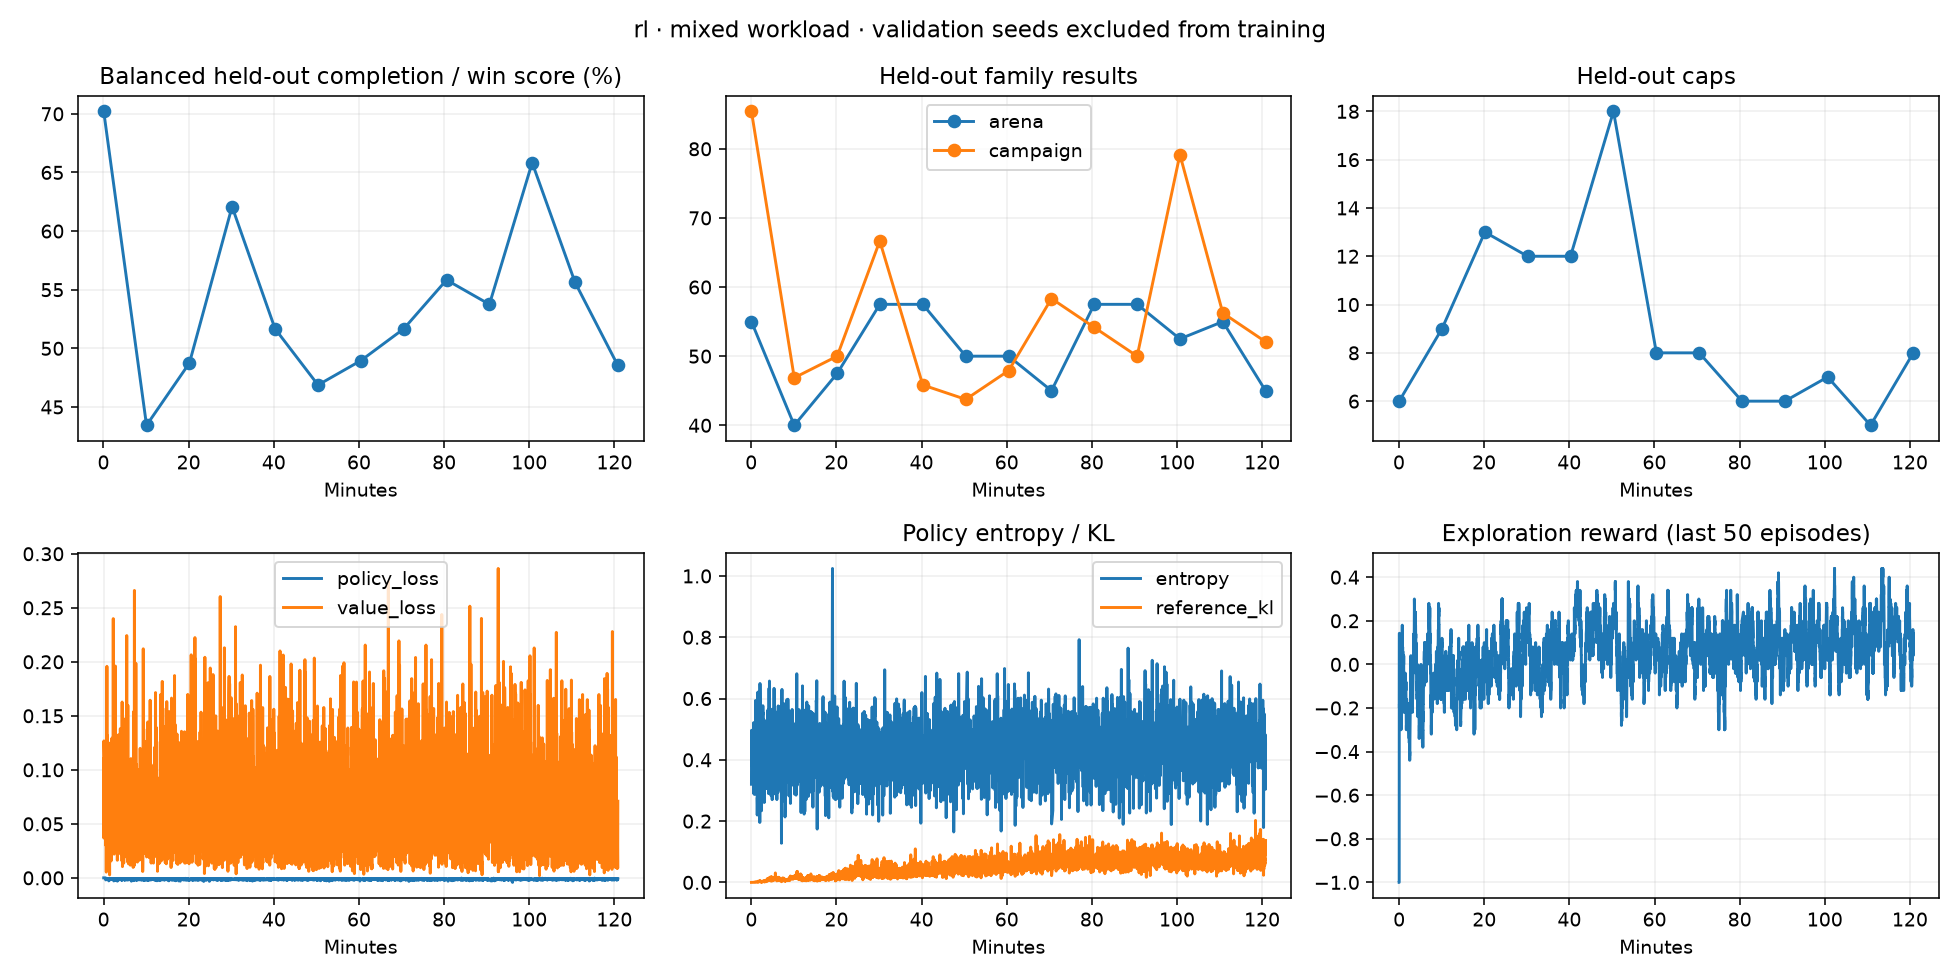 rl · mixed workload · validation seeds excluded from training
Balanced held-out completion / win score (%)
70
65
60
55
50
45
0 20 40 60 80 100 120
Minutes
Held-out family results
arena
campaign
80
70
60
50
40
0 20 40 60 80 100 120
Minutes
Held-out caps
18
16
14
12
10
8
6
0 20 40 60 80 100 120
Minutes
policy_loss
value_loss
0.30
0.25
0.20
0.15
0.10
0.05
0.00
0 20 40 60 80 100 120
Minutes
Policy entropy / KL
entropy
reference_kl
1.0
0.8
0.6
0.4
0.2
0.0
0 20 40 60 80 100 120
Minutes
Exploration reward (last 50 episodes)
0.4
0.2
0.0
−0.2
−0.4
−0.6
−0.8
−1.0
0 20 40 60 80 100 120
Minutes